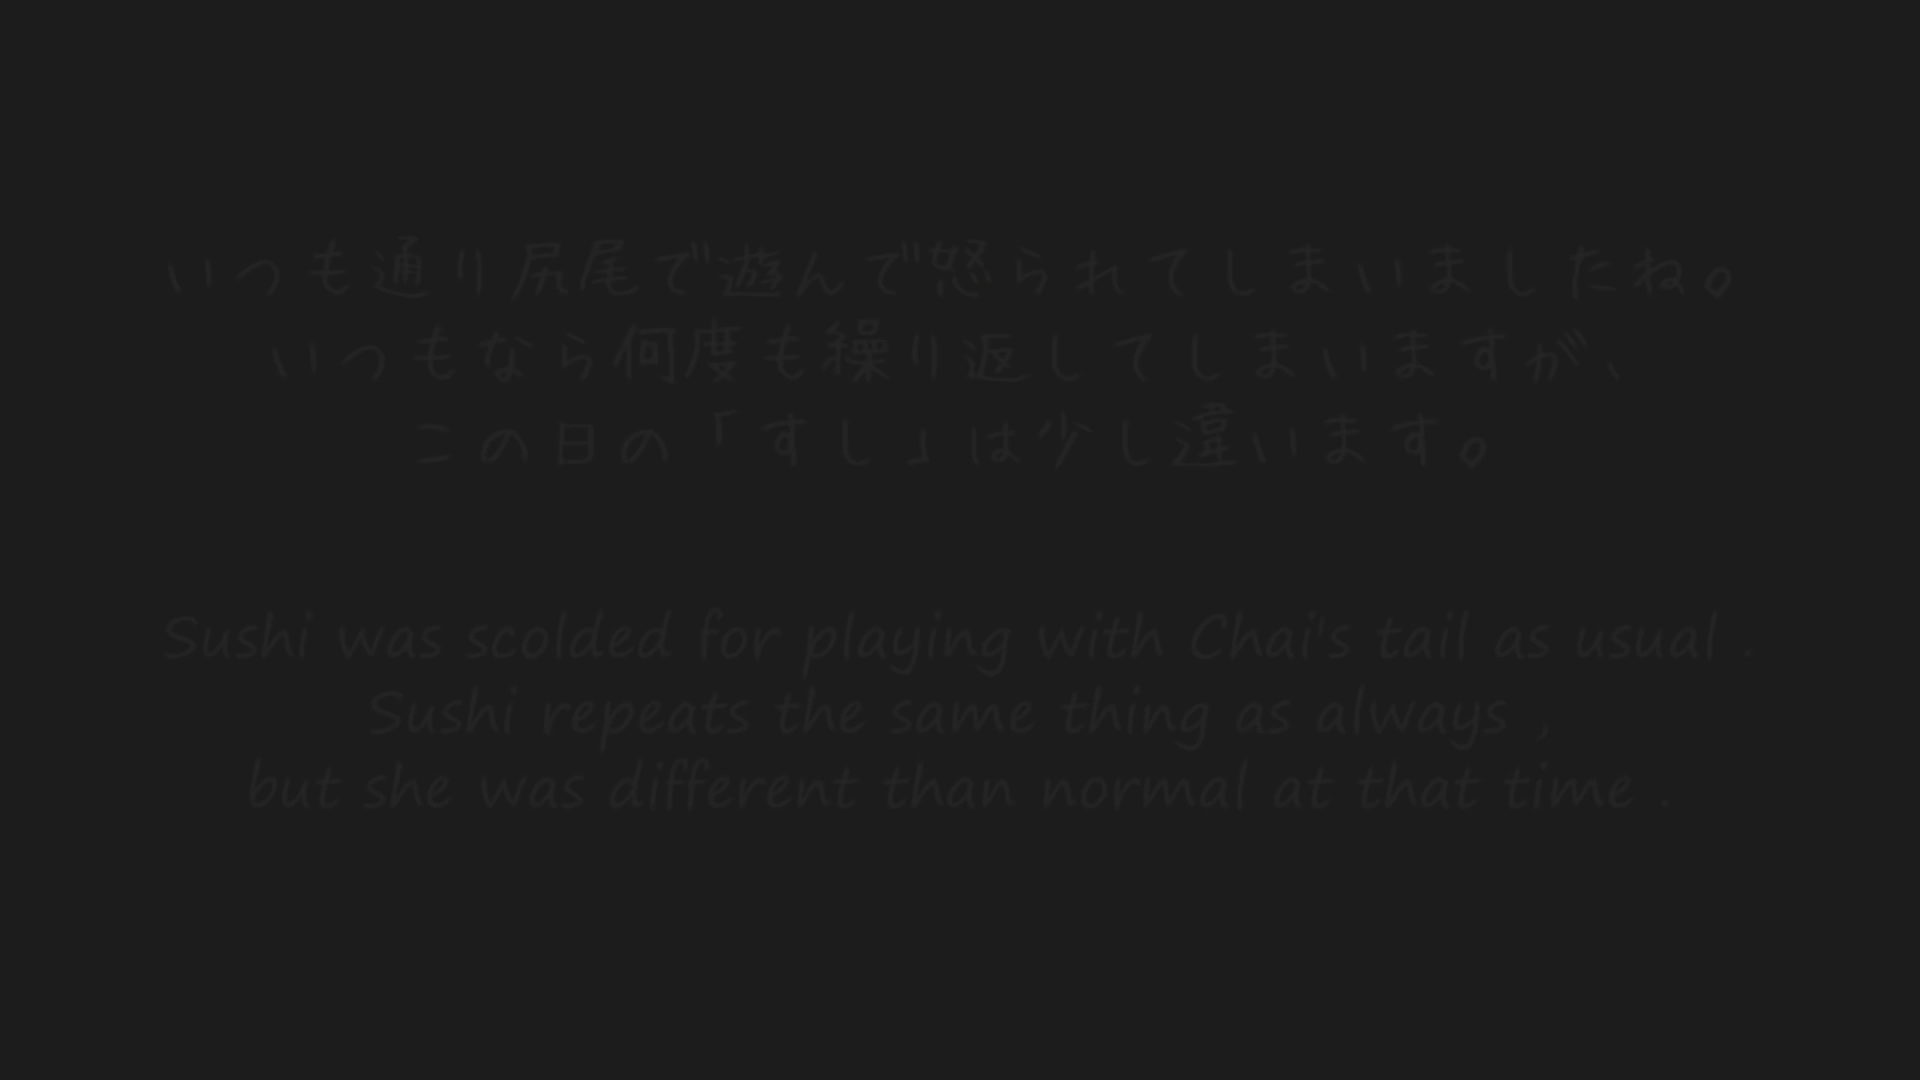 いつも通り尻尾で遊んで怒られてしまいましたね。
いつもなら何度も繰り返してしまいますが、
この日の「すし」は少し違います。
Sushi was scolded for playing with Chai's tail as usual .
Sushi repeats the same thing as always ,
but she was different than normal at that time .